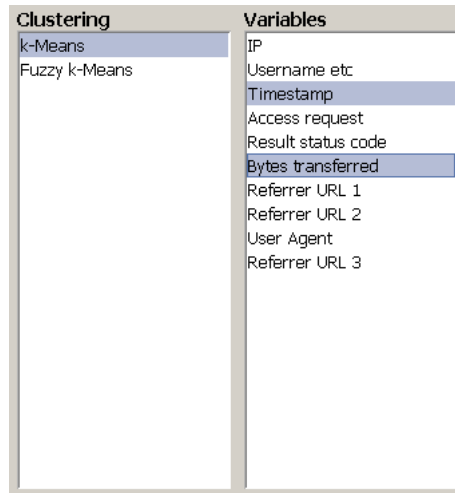 Clustering
k-Means
Fuzzy k-Means
Variables
IP
Username etc
Timestamp
Access request
Result status code
Bytes transferred
Referrer URL 1
Referrer URL 2
User Agent
Referrer URL 3